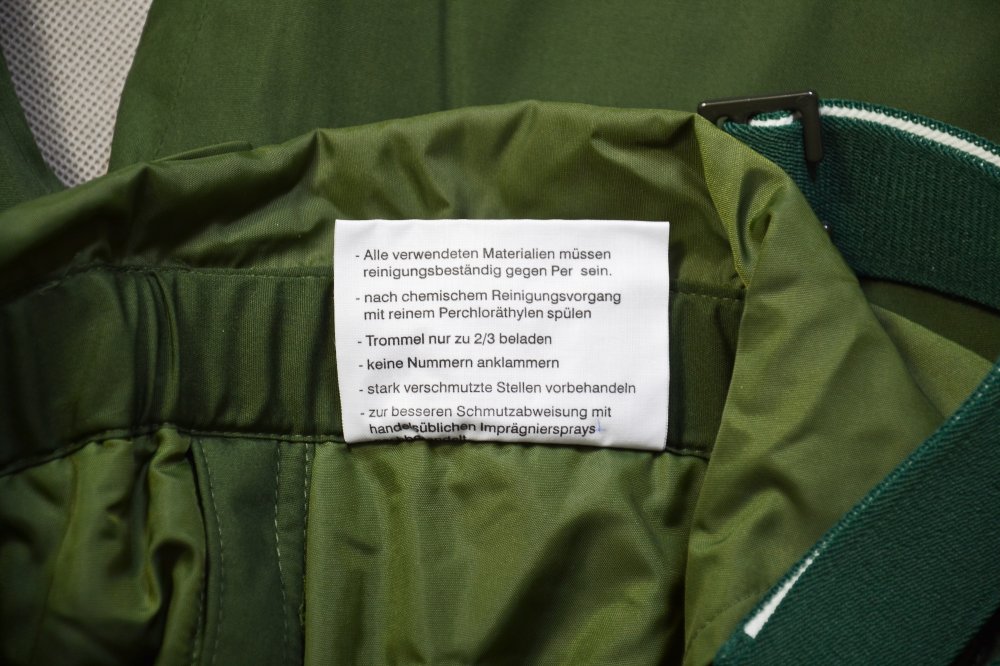 - Alle verwendeten Materialien müssen
reinigungsbeständig gegen Per sein.
- nach chemischem Reinigungsvorgang
mit reinem Perchloräthylen spülen
- Trommel nur zu 2/3 beladen
- keine Nummern anklammern
- stark verschmutzte Stellen vorbehandeln
- zur besseren Schmutzabweisung mit
handelsüblichen Imprägniersprays